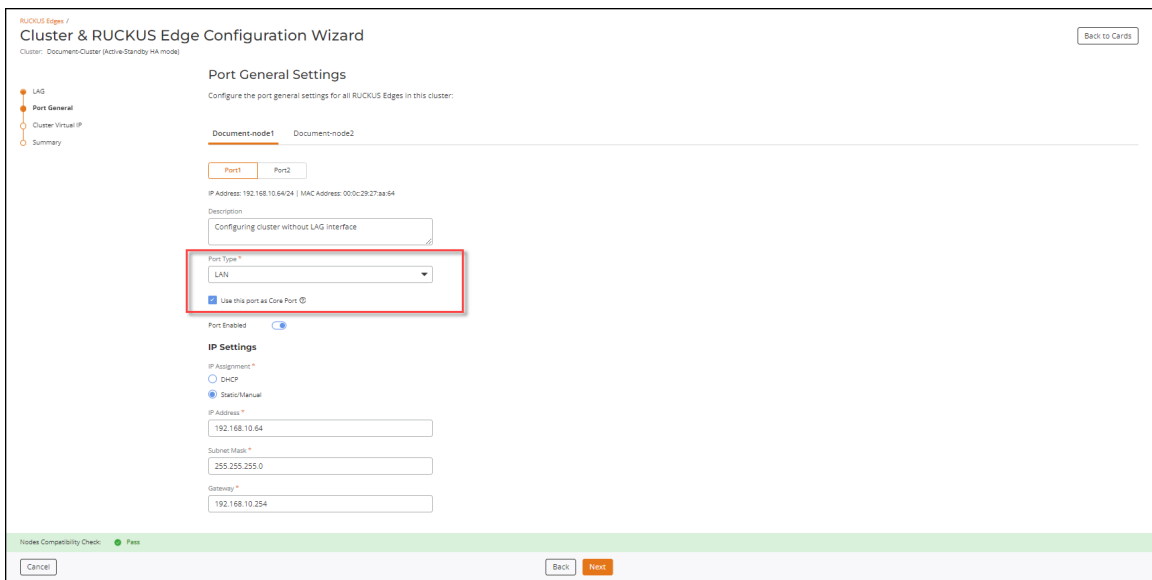 RUCKUS Edges /
Cluster & RUCKUS Edge Configuration Wizard
Back to Cards
Cluster: Document-Cluster (Active-Standby HA mode)
Port General Settings
LAG
Port General
Cluster Virtual IP
Summary
Configure the port general settings for all RUCKUS Edges in this cluster:
Document-node1 Document-node2
Port1 Port2
IP Address: 192.168.10.64/24 | MAC Address: 00:0c:29:27:aa:64
Description
Configuring cluster without LAG interface
Port Type *
LAN
Use this port as Core Port ?
Port Enabled
IP Settings
IP Assignment *
DHCP
Static/Manual
IP Address *
192.168.10.64
Subnet Mask *
255.255.255.0
Gateway *
192.168.10.254
Nodes Compatibility Check: Pass
Cancel Back Next